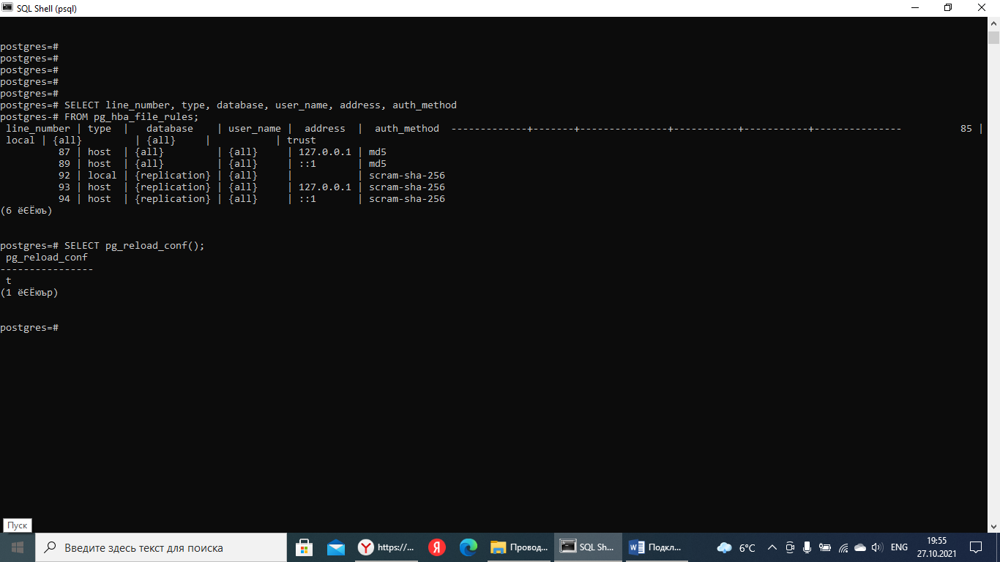 SQL Shell (psql)
postgres=#
postgres=#
postgres=#
postgres=#
postgres=#
postgres=# SELECT line_number, type, database, user_name, address, auth_method
postgres-# FROM pg_hba_file_rules;
line_number | type | database | user_name | address | auth_method -------------+-------+---------------+-----------+-----------+--------------- 85 |
local | {all} | {all} | | trust
87 | host | {all} | {all} | 127.0.0.1 | md5
89 | host | {all} | {all} | ::1 | md5
92 | local | {replication} | {all} | | scram-sha-256
93 | host | {replication} | {all} | 127.0.0.1 | scram-sha-256
94 | host | {replication} | {all} | ::1 | scram-sha-256
(6 ёЄЁюъ)
postgres=# SELECT pg_reload_conf();
pg_reload_conf
----------------
t
(1 ёЄЁюър)
postgres=#
Пуск
Введите здесь текст для поиска
https://...
Я
Провод...
SQL Sh...
Подкл...
6°C
ENG
19:55
27.10.2021